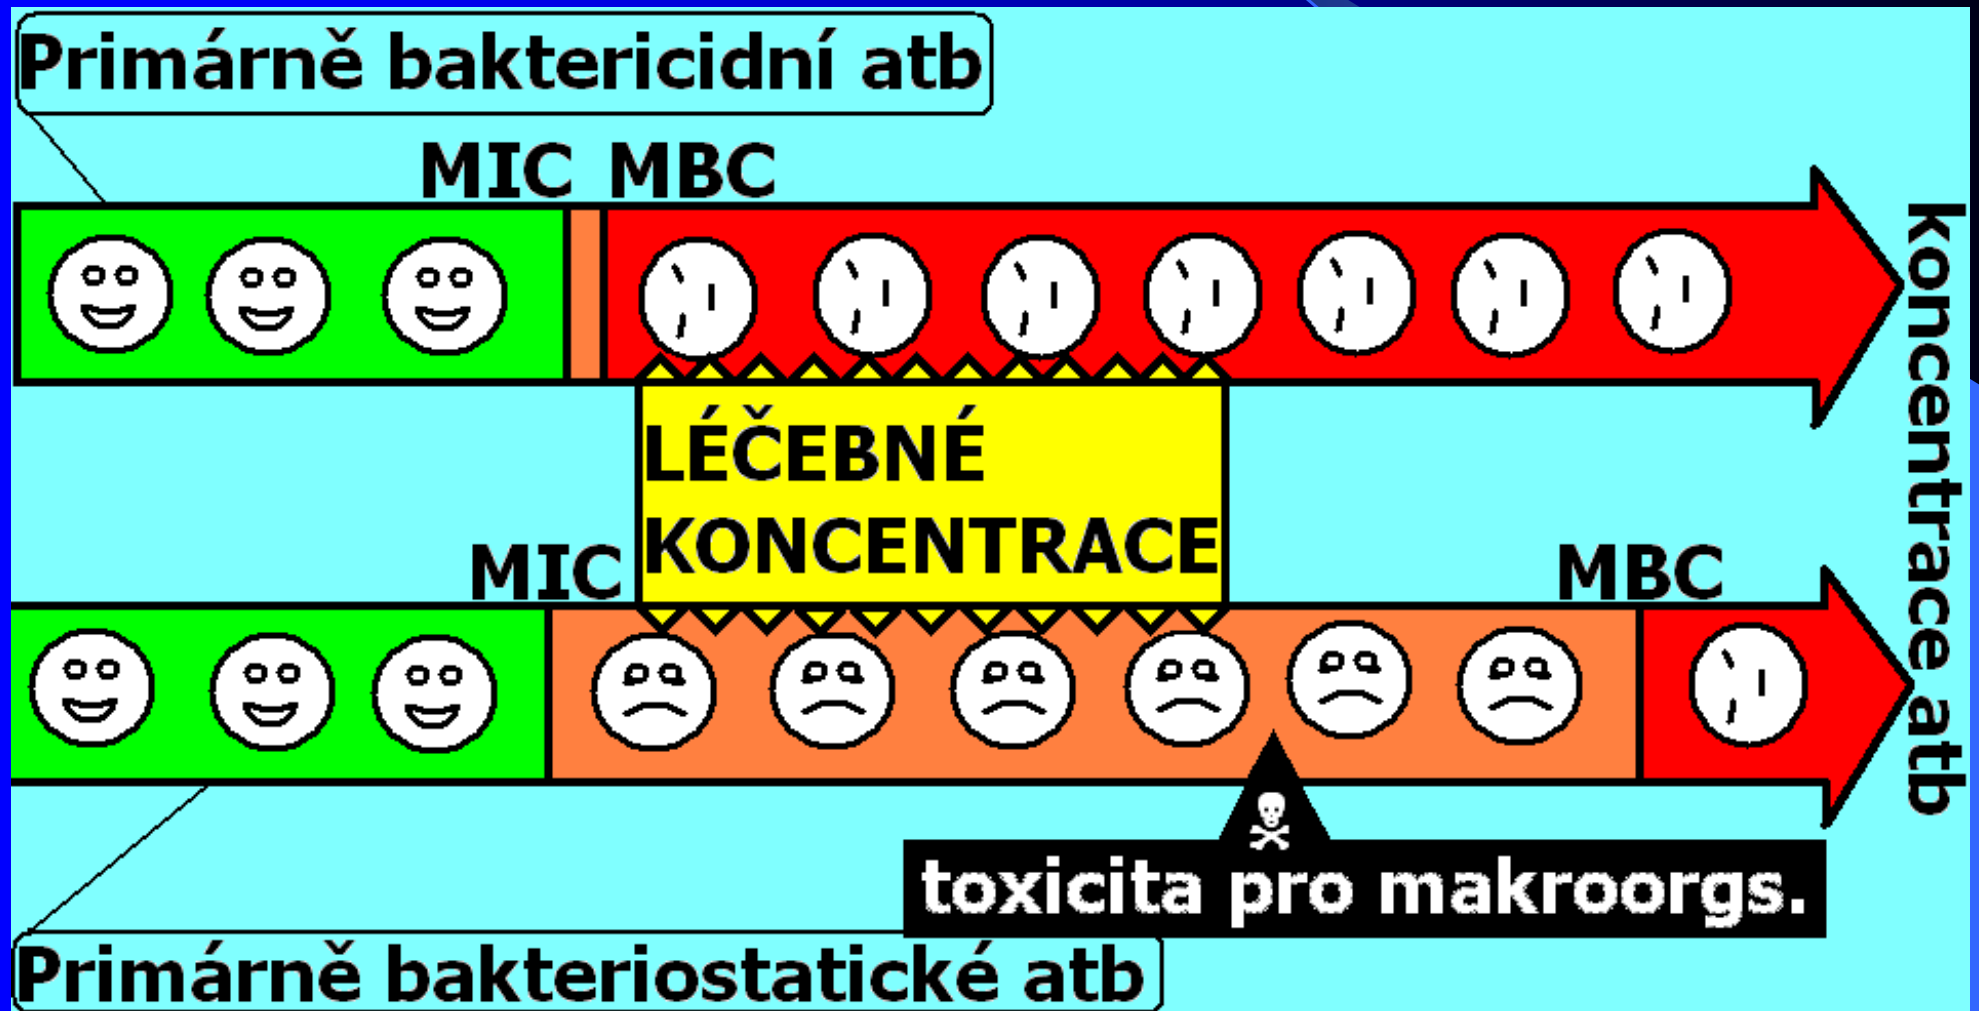 Primárně baktericidní atb
MIC MBC
LÉČEBNÉ
KONCENTRACE
MIC
MBC
koncentrace atb
toxicita pro makroorgs.
Primárně bakteriostatické atb